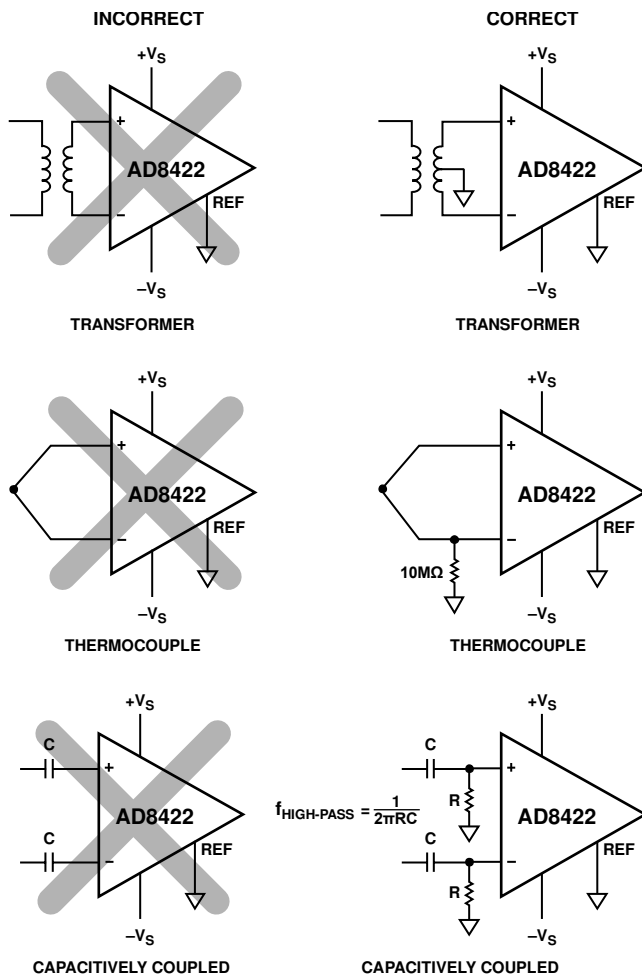 INCORRECT
CORRECT
+VS
+
AD8422
−
REF
−VS
TRANSFORMER
+VS
+
AD8422
−
REF
−VS
TRANSFORMER
+VS
+
AD8422
−
REF
−VS
THERMOCOUPLE
+VS
+
AD8422
−
REF
10MΩ
−VS
THERMOCOUPLE
+VS
C
+
AD8422
C
−
REF
−VS
CAPACITIVELY COUPLED
fHIGH-PASS = 1/2πRC
+VS
C
+
R
AD8422
C
−
REF
R
−VS
CAPACITIVELY COUPLED